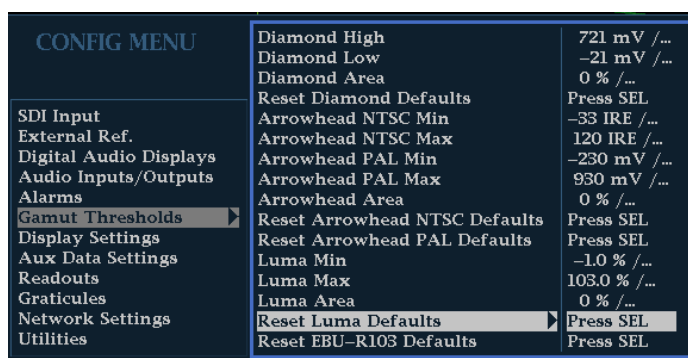 CONFIG MENU
SDI Input
External Ref.
Digital Audio Displays
Audio Inputs/Outputs
Alarms
Gamut Thresholds
Display Settings
Aux Data Settings
Readouts
Graticules
Network Settings
Utilities
Diamond High 721 mV /...
Diamond Low −21 mV /...
Diamond Area 0 % /...
Reset Diamond Defaults Press SEL
Arrowhead NTSC Min −33 IRE /...
Arrowhead NTSC Max 120 IRE /...
Arrowhead PAL Min −230 mV /...
Arrowhead PAL Max 930 mV /...
Arrowhead Area 0 % /...
Reset Arrowhead NTSC Defaults Press SEL
Reset Arrowhead PAL Defaults Press SEL
Luma Min −1.0 % /...
Luma Max 103.0 % /...
Luma Area 0 % /...
Reset Luma Defaults Press SEL
Reset EBU−R103 Defaults Press SEL